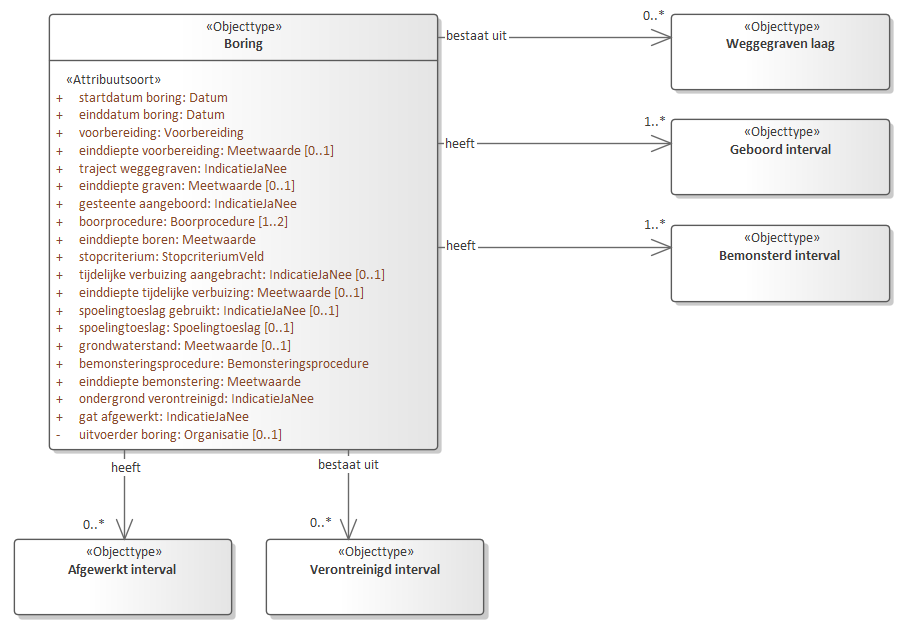 «Objecttype»
Boring
«Attribuutsoort»
+ startdatum boring: Datum
+ einddatum boring: Datum
+ voorbereiding: Voorbereiding
+ einddiepte voorbereiding: Meetwaarde [0..1]
+ traject weggegraven: IndicatieJaNee
+ einddiepte graven: Meetwaarde [0..1]
+ gesteente aangeboord: IndicatieJaNee
+ boorprocedure: Boorprocedure [1..2]
+ einddiepte boren: Meetwaarde
+ stopcriterium: StopcriteriumVeld
+ tijdelijke verbuizing aangebracht: IndicatieJaNee [0..1]
+ einddiepte tijdelijke verbuizing: Meetwaarde [0..1]
+ spoelingtoeslag gebruikt: IndicatieJaNee [0..1]
+ spoelingtoeslag: Spoelingtoeslag [0..1]
+ grondwaterstand: Meetwaarde [0..1]
+ bemonsteringsprocedure: Bemonsteringsprocedure
+ einddiepte bemonstering: Meetwaarde
+ ondergrond verontreinigd: IndicatieJaNee
+ gat afgewerkt: IndicatieJaNee
- uitvoerder boring: Organisatie [0..1]
bestaat uit
0..*
«Objecttype»
Weggegraven laag
heeft
1..*
«Objecttype»
Geboord interval
heeft
1..*
«Objecttype»
Bemonsterd interval
heeft
0..*
«Objecttype»
Afgewerkt interval
bestaat uit
0..*
«Objecttype»
Verontreinigd interval